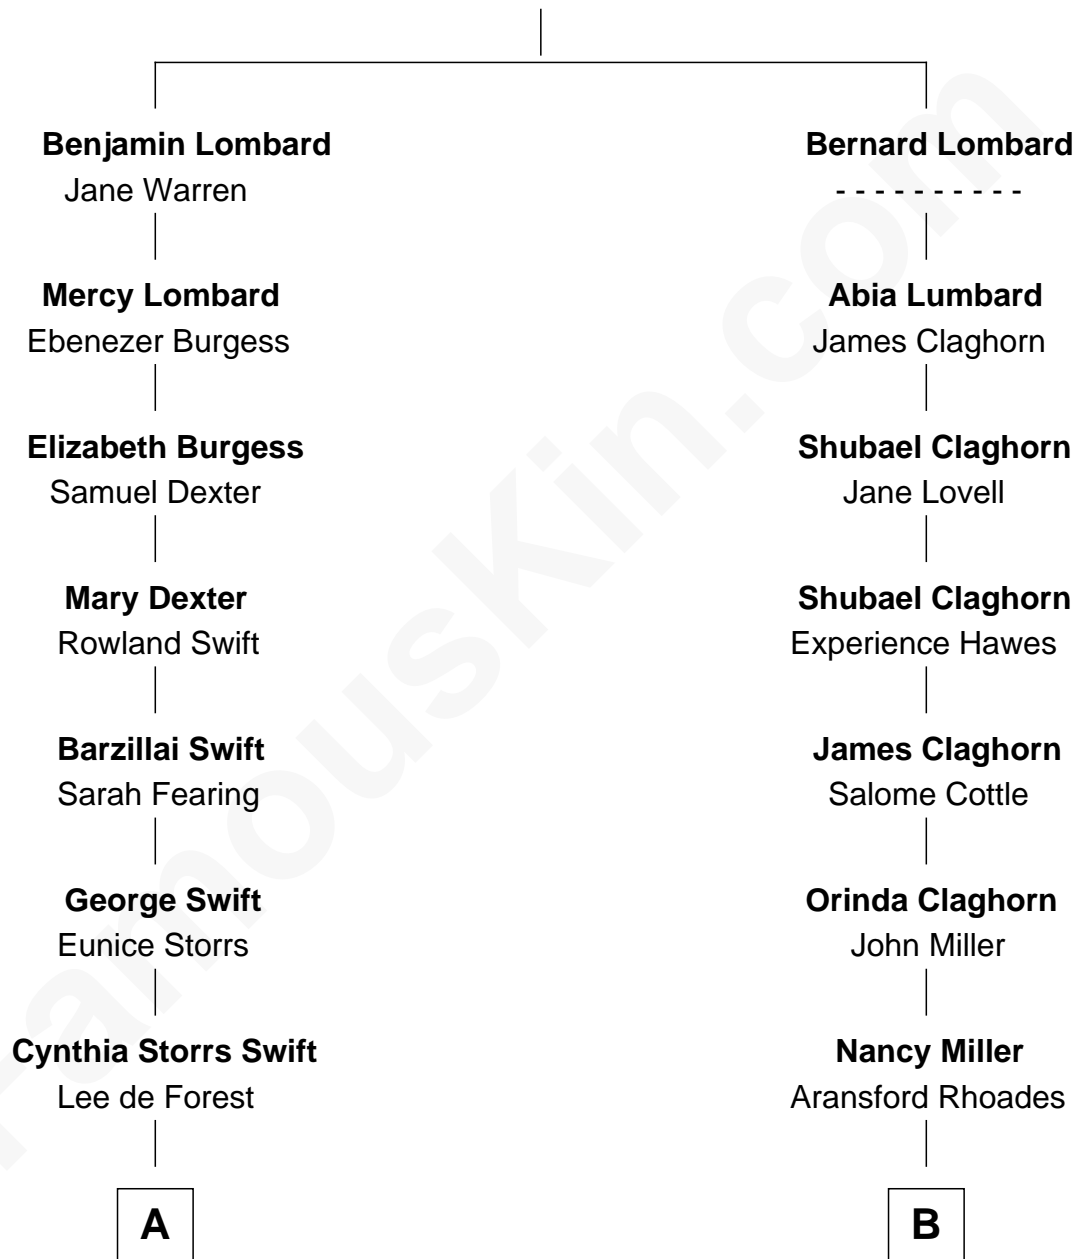 Benjamin Lombard
Jane Warren
Mercy Lombard
Ebenezer Burgess
Elizabeth Burgess
Samuel Dexter
Mary Dexter
Rowland Swift
Barzillai Swift
Sarah Fearing
George Swift
Eunice Storrs
Cynthia Storrs Swift
Lee de Forest
A
Bernard Lombard
- - - - - - - - - -
Abia Lumbard
James Claghorn
Shubael Claghorn
Jane Lovell
Shubael Claghorn
Experience Hawes
James Claghorn
Salome Cottle
Orinda Claghorn
John Miller
Nancy Miller
Aransford Rhoades
B
FamousKin.com